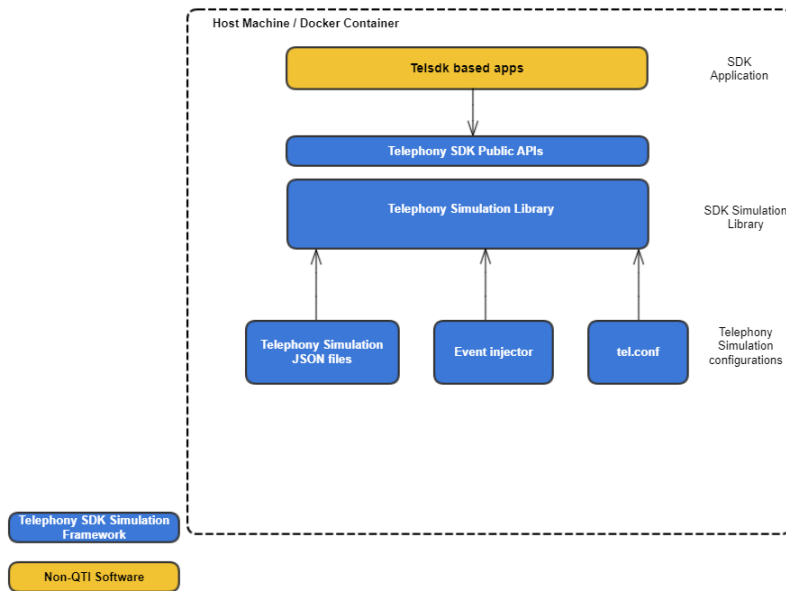 Host Machine / Docker Container
Telsdk based apps
SDK
Application
Telephony SDK Public APIs
Telephony Simulation Library
SDK Simulation
Library
Telephony Simulation
JSON files
Event injector
tel.conf
Telephony
Simulation
configurations
Telephony SDK Simulation
Framework
Non-QTI Software